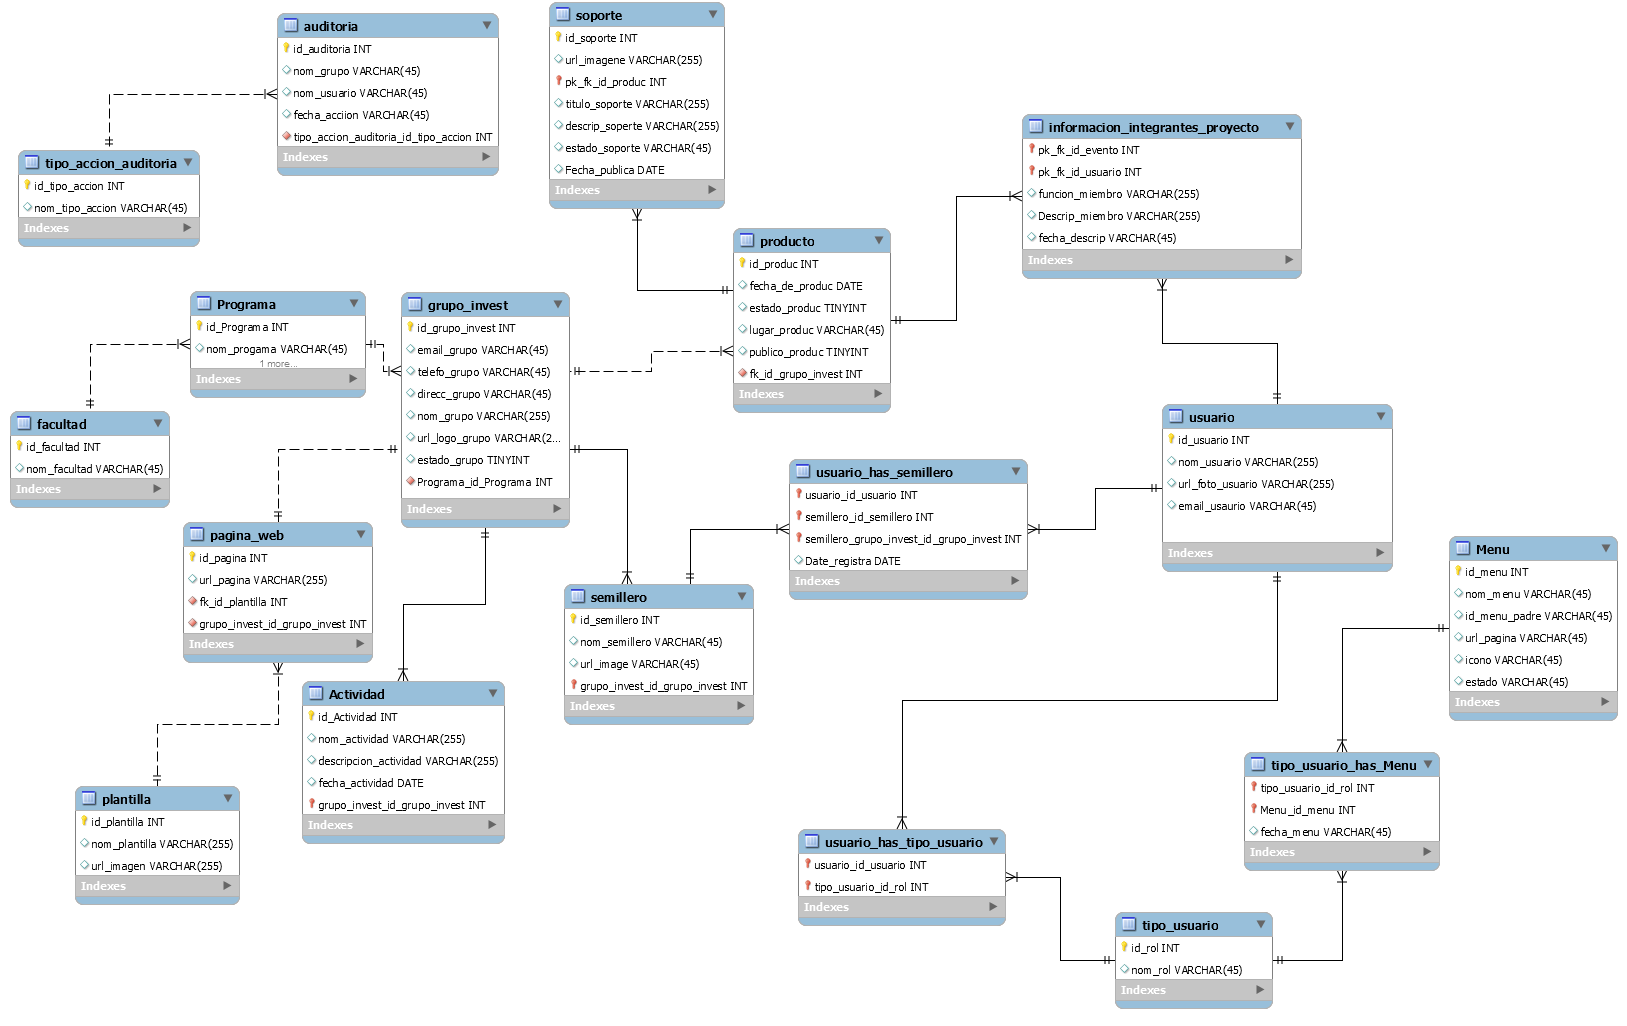 auditoria
id_auditoria INT
nom_grupo VARCHAR(45)
nom_usuario VARCHAR(45)
fecha_acciion VARCHAR(45)
tipo_accion_auditoria_id_tipo_accion INT
Indexes
soporte
id_soporte INT
url_imagene VARCHAR(255)
pk_fk_id_produc INT
titulo_soporte VARCHAR(255)
descrip_soperte VARCHAR(255)
estado_soporte VARCHAR(45)
Fecha_publica DATE
Indexes
tipo_accion_auditoria
id_tipo_accion INT
nom_tipo_accion VARCHAR(45)
Indexes
informacion_integrantes_proyecto
pk_fk_id_evento INT
pk_fk_id_usuario INT
funcion_miembro VARCHAR(255)
Descrip_miembro VARCHAR(255)
fecha_descrip VARCHAR(45)
Indexes
producto
id_produc INT
fecha_de_produc DATE
estado_produc TINYINT
lugar_produc VARCHAR(45)
publico_produc TINYINT
fk_id_grupo_invest INT
Indexes
Programa
id_Programa INT
nom_progama VARCHAR(45)
1 more...
Indexes
grupo_invest
id_grupo_invest INT
email_grupo VARCHAR(45)
telefo_grupo VARCHAR(45)
direcc_grupo VARCHAR(45)
nom_grupo VARCHAR(255)
url_logo_grupo VARCHAR(2...
estado_grupo TINYINT
Programa_id_Programa INT
Indexes
facultad
id_facultad INT
nom_facultad VARCHAR(45)
Indexes
usuario
id_usuario INT
nom_usuario VARCHAR(255)
url_foto_usuario VARCHAR(255)
email_usaurio VARCHAR(45)
Indexes
usuario_has_semillero
usuario_id_usuario INT
semillero_id_semillero INT
semillero_grupo_invest_id_grupo_invest INT
Date_registra DATE
Indexes
pagina_web
id_pagina INT
url_pagina VARCHAR(255)
fk_id_plantilla INT
grupo_invest_id_grupo_invest INT
Indexes
Menu
id_menu INT
nom_menu VARCHAR(45)
id_menu_padre VARCHAR(45)
url_pagina VARCHAR(45)
icono VARCHAR(45)
estado VARCHAR(45)
Indexes
semillero
id_semillero INT
nom_semillero VARCHAR(45)
url_image VARCHAR(45)
grupo_invest_id_grupo_invest INT
Indexes
Actividad
id_Actividad INT
nom_actividad VARCHAR(255)
descripcion_actividad VARCHAR(255)
fecha_actividad DATE
grupo_invest_id_grupo_invest INT
Indexes
tipo_usuario_has_Menu
tipo_usuario_id_rol INT
Menu_id_menu INT
fecha_menu VARCHAR(45)
Indexes
plantilla
id_plantilla INT
nom_plantilla VARCHAR(255)
url_imagen VARCHAR(255)
Indexes
usuario_has_tipo_usuario
usuario_id_usuario INT
tipo_usuario_id_rol INT
Indexes
tipo_usuario
id_rol INT
nom_rol VARCHAR(45)
Indexes